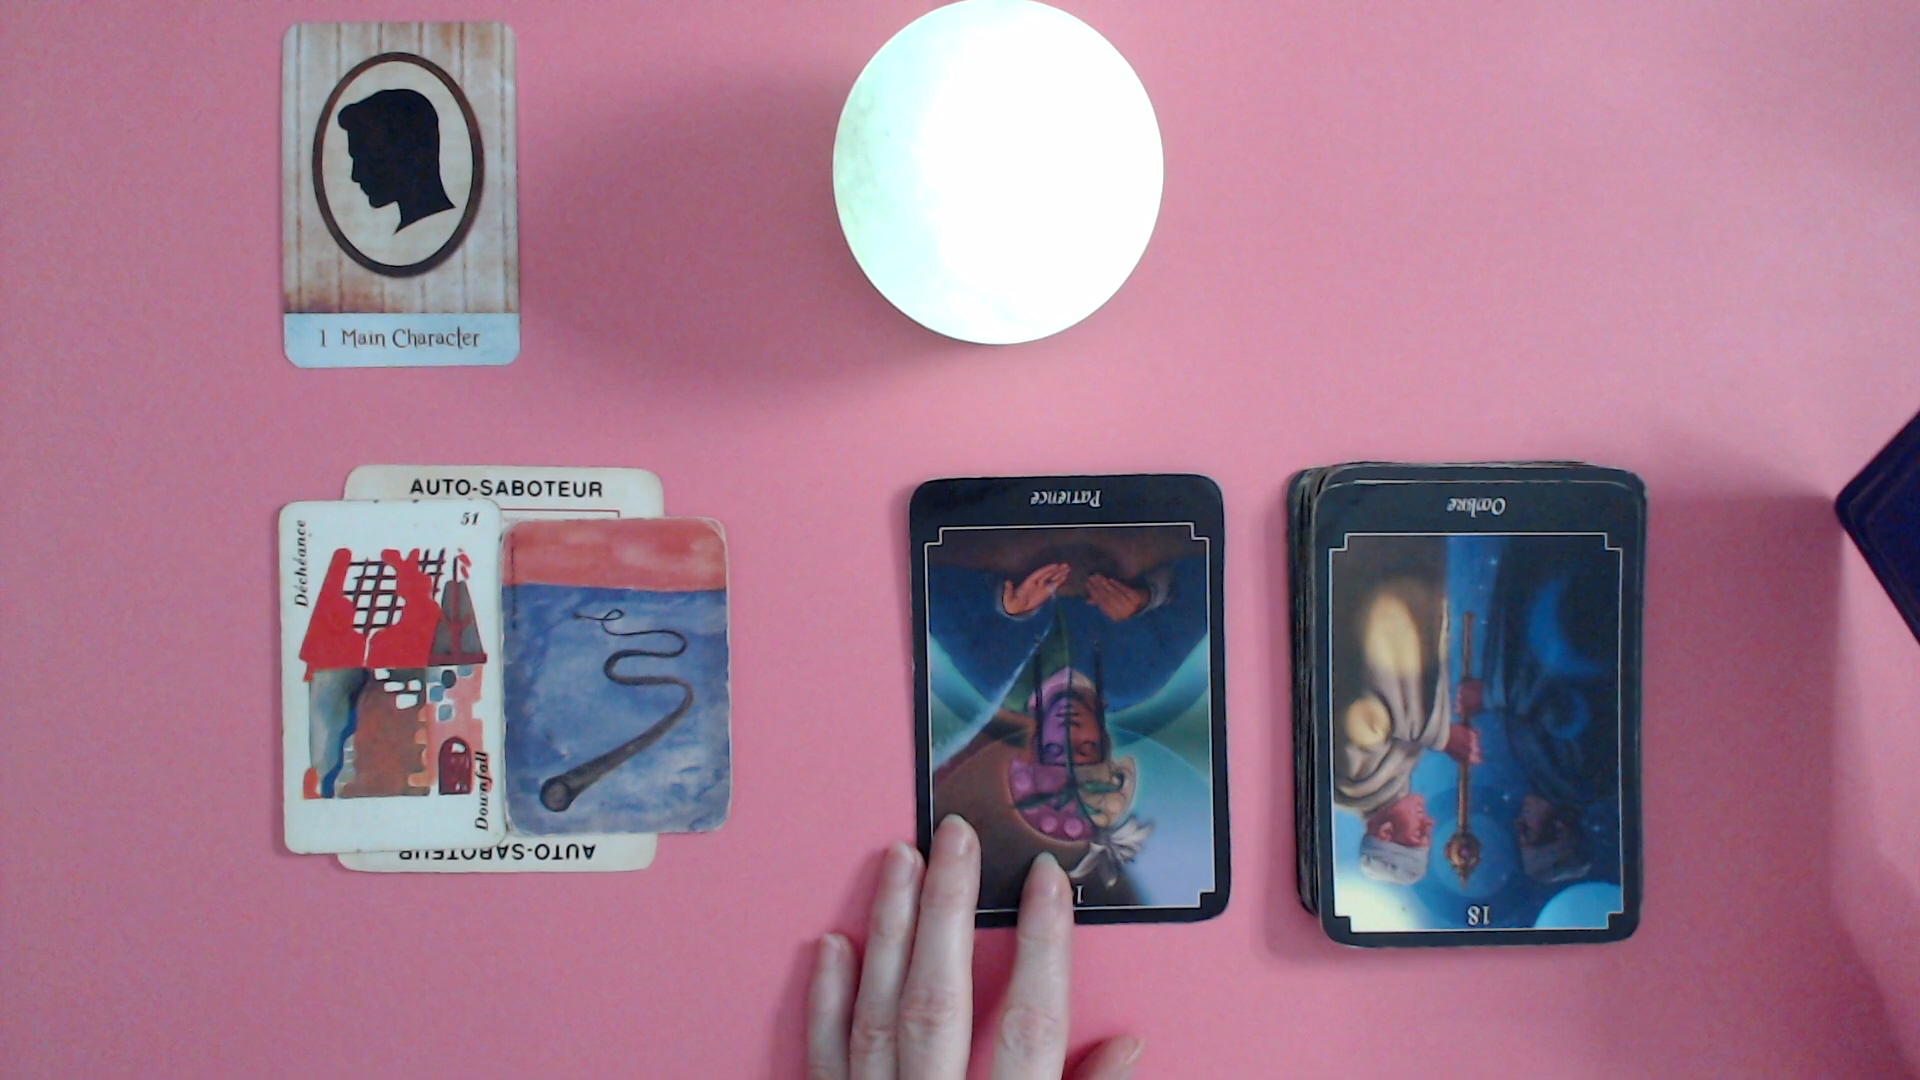 1 Main Character
AUTO-SABOTEUR
51
Déchéance
Downfall
AUTO-SABOTEUR
Patience
Ombre
18